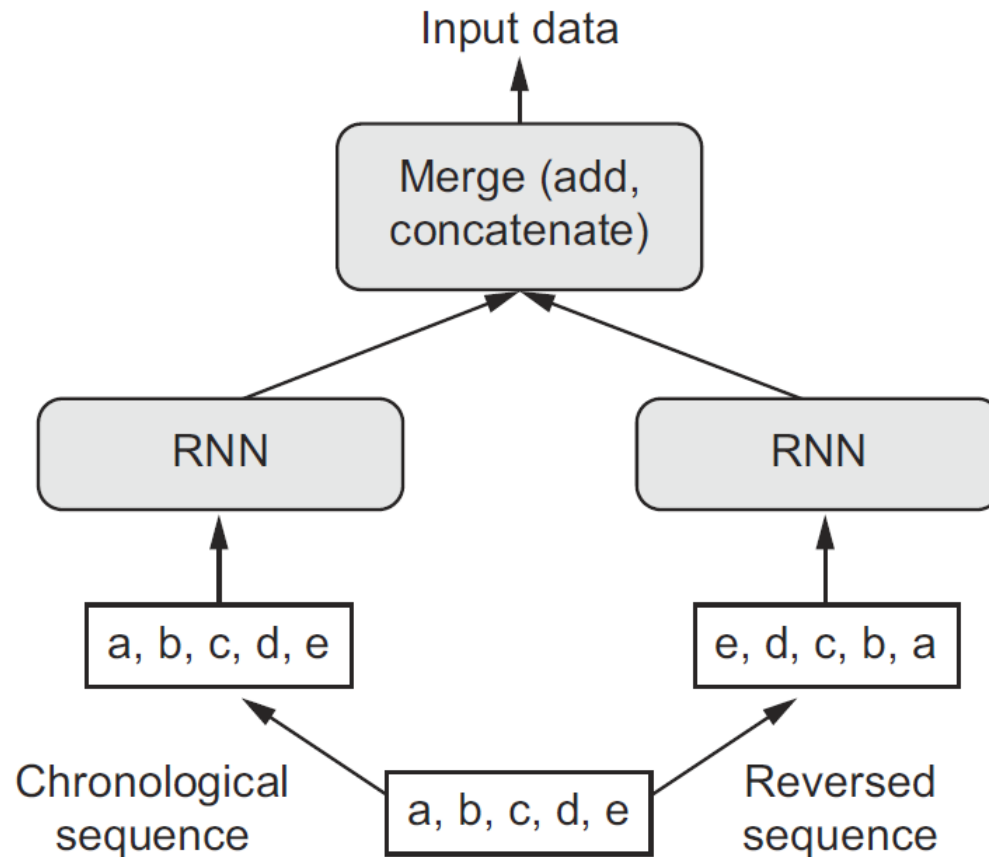 Input data
Merge (add,
concatenate)
RNN
RNN
a, b, c, d, e
e, d, c, b, a
Chronological
sequence
a, b, c, d, e
Reversed
sequence